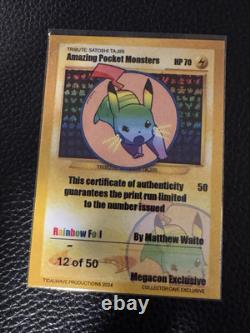 TRIBUTE: SATOSHI TAJIRI
Amazing Pocket Monsters HP 70
This certificate of authenticity 50
guarantees the print run limited
to the number issued
Rainbow Foil By Matthew Waite
12 of 50 Megacon Exclusive
TIDALWAVE PRODUCTIONS 2024 COLLECTOR CAVE EXCLUSIVE